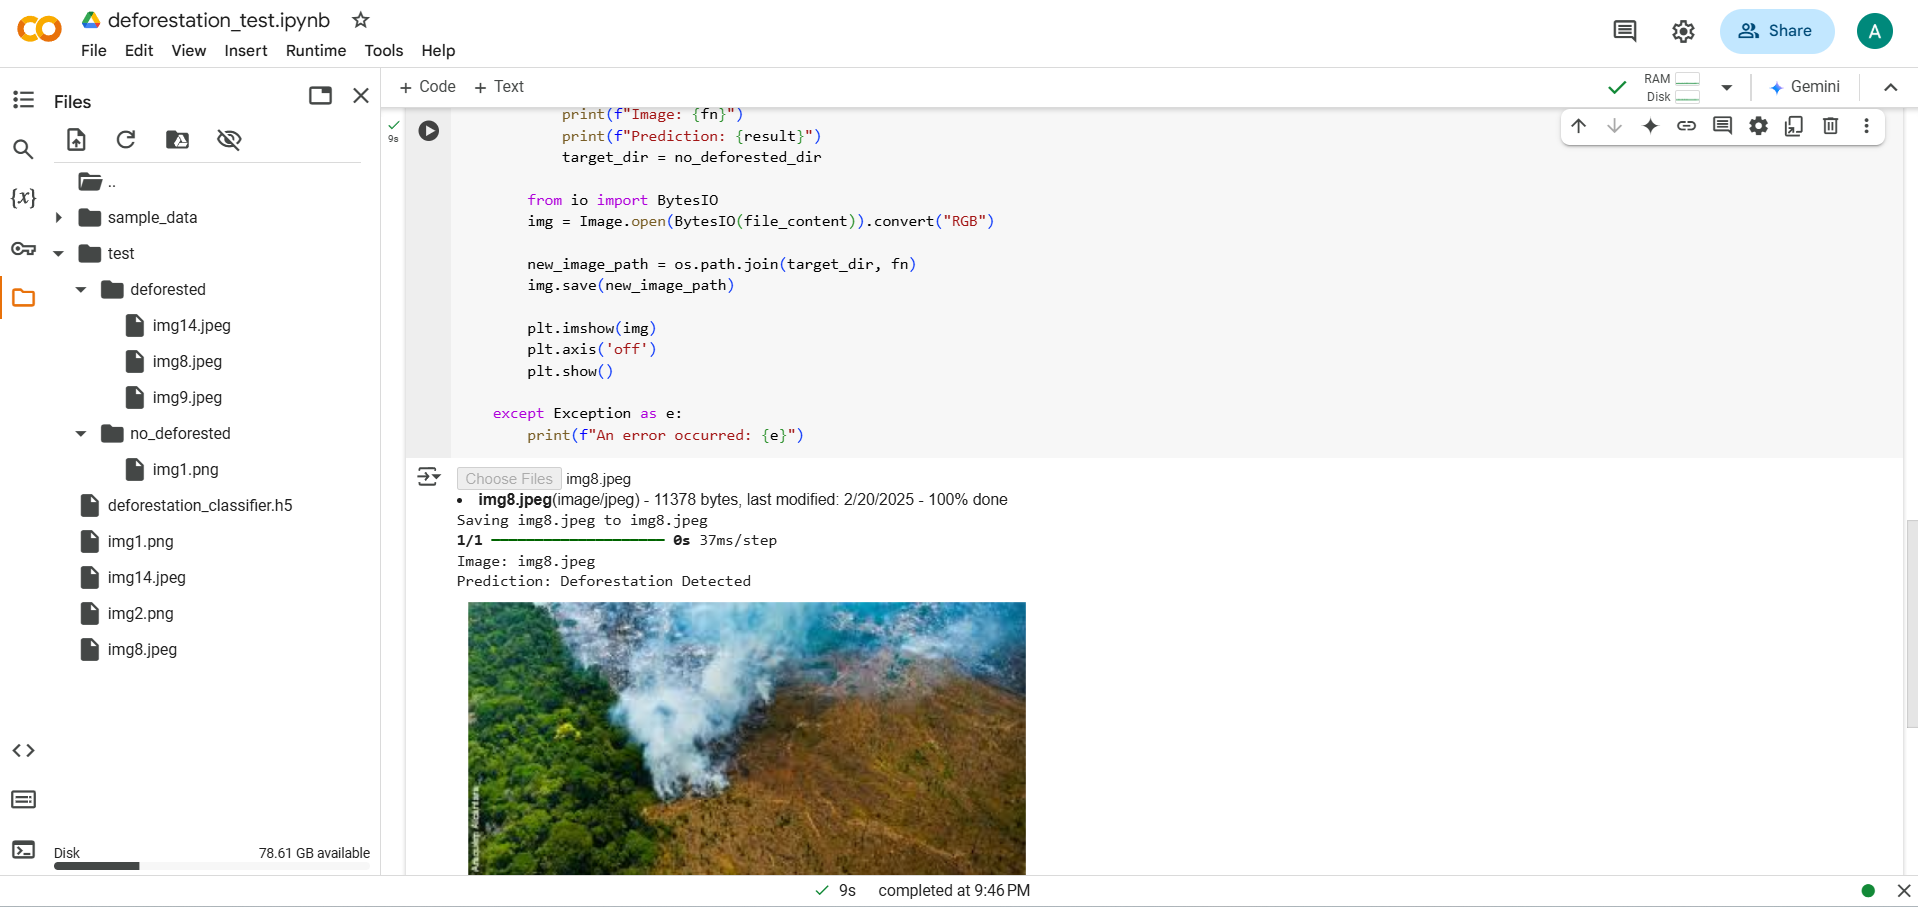 deforestation_test.ipynb
File Edit View Insert Runtime Tools Help
Share
A
Files
+ Code + Text
RAM
Disk
Gemini
..
sample_data
test
deforested
img14.jpeg
img8.jpeg
img9.jpeg
no_deforested
img1.png
deforestation_classifier.h5
img1.png
img14.jpeg
img2.png
img8.jpeg
Disk 78.61 GB available
{x}
9s
print(f"Image: {fn}")
print(f"Prediction: {result}")
target_dir = no_deforested_dir
from io import BytesIO
img = Image.open(BytesIO(file_content)).convert("RGB")
new_image_path = os.path.join(target_dir, fn)
img.save(new_image_path)
plt.imshow(img)
plt.axis('off')
plt.show()
except Exception as e:
print(f"An error occurred: {e}")
Choose Files img8.jpeg
• img8.jpeg(image/jpeg) - 11378 bytes, last modified: 2/20/2025 - 100% done
Saving img8.jpeg to img8.jpeg
1/1 ━━━━━━━━━━━━━━━━━━━━ 0s 37ms/step
Image: img8.jpeg
Prediction: Deforestation Detected
9s completed at 9:46 PM